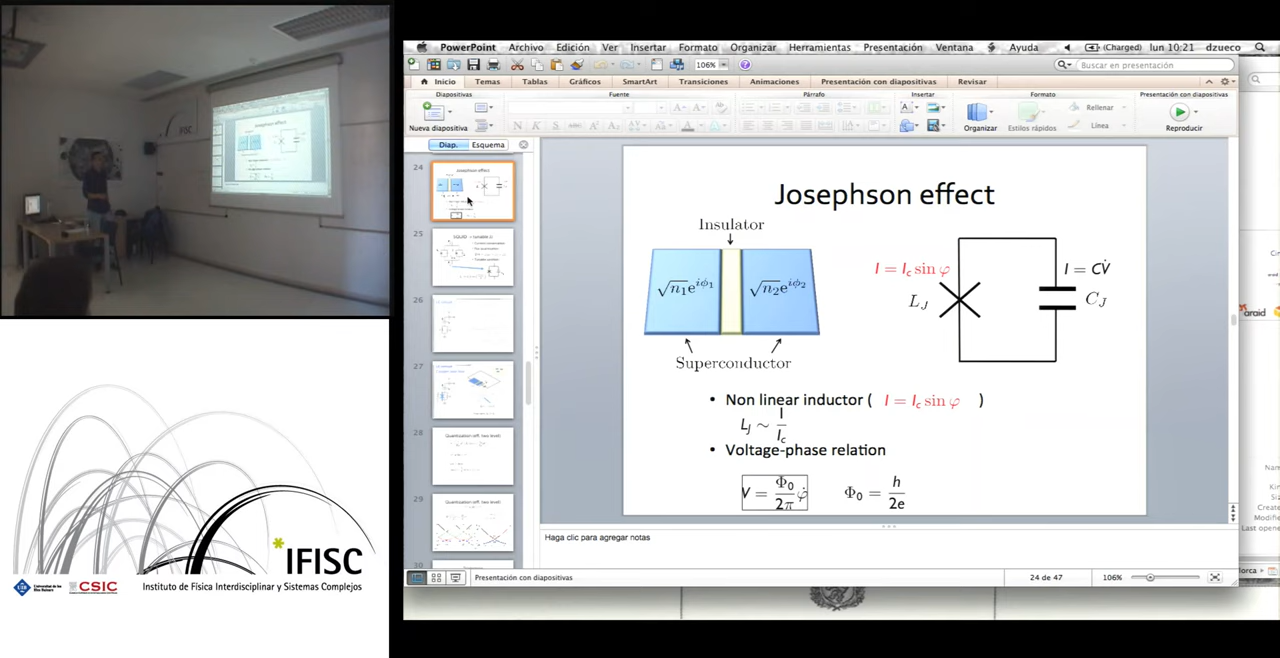 PowerPoint Archivo Edición Ver Insertar Formato Organizar Herramientas Presentación Ventana Ayuda (Charged) lun 10:21 dzueco
106% Buscar en presentación
Inicio Temas Tablas Gráficos SmartArt Transiciones Animaciones Presentación con diapositivas Revisar
Diapositivas Fuente Párrafo Insertar Formato Presentación con diapositivas
Nueva diapositiva Organizar Estilos rápidos Rellenar Línea Reproducir
Diap. Esquema
24
Josephson effect
25
26
27
28
29
Josephson effect
Insulator
√n₁e^{iϕ₁} √n₂e^{iϕ₂}
Superconductor
I = I_c sin φ
I = CV̇
L_J
C_J
• Non linear inductor ( I = I_c sin φ )
L_J ~ I/I_c
• Voltage-phase relation
V = Φ₀/2π φ̇ Φ₀ = h/2e
Haga clic para agregar notas
Presentación con diapositivas 24 de 47 106%
araid
IFISC
CSIC
Instituto de Física Interdisciplinar y Sistemas Complejos